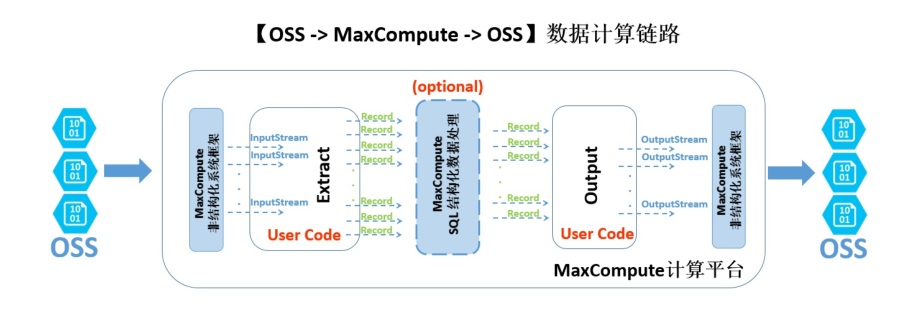 【OSS -> MaxCompute -> OSS】数据计算链路
10
01
10
01
10
01
OSS
MaxCompute
非结构化系统框架
InputStream
InputStream
InputStream
Extract
User Code
Record
Record
Record
Record
Record
Record
Record
(optional)
MaxCompute
SQL 结构化数据处理
Record
Record
Record
Record
Record
Output
User Code
OutputStream
OutputStream
OutputStream
MaxCompute
非结构化系统框架
MaxCompute计算平台
10
01
10
01
10
01
OSS